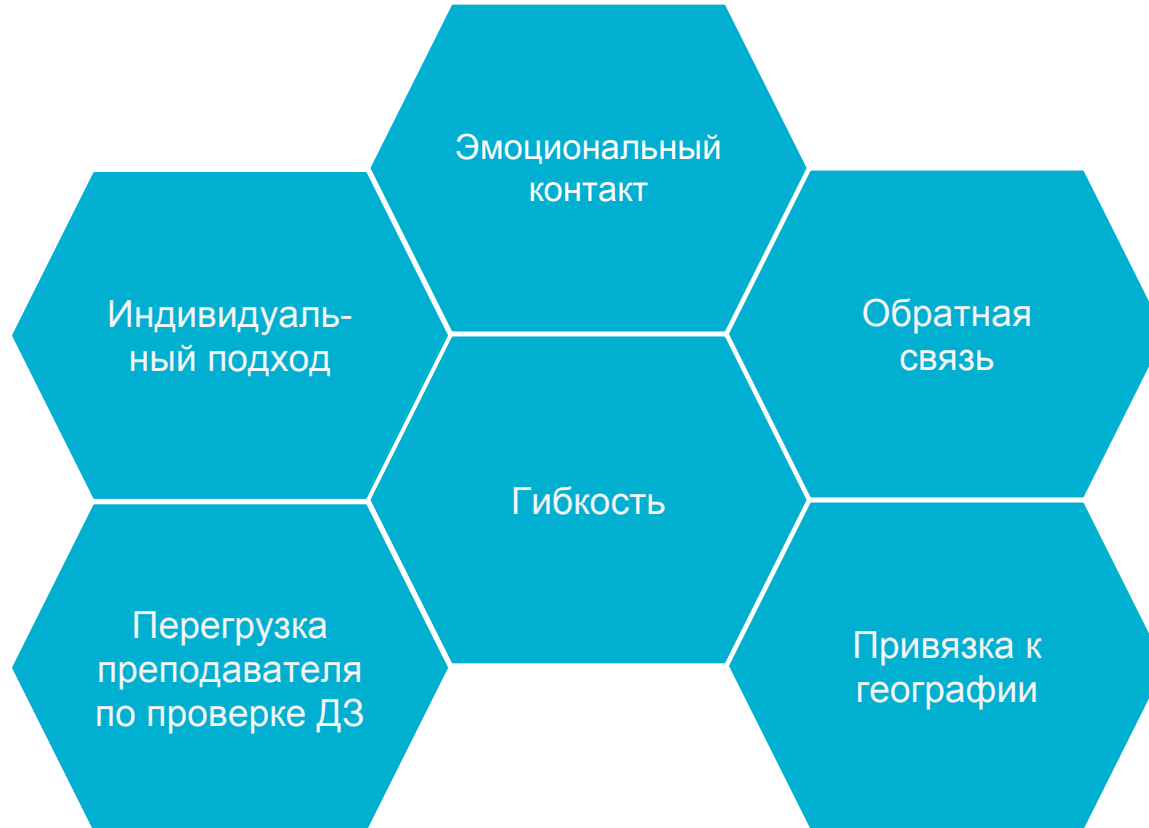 Эмоциональный
контакт
Индивидуаль-
ный подход
Обратная
связь
Гибкость
Перегрузка
преподавателя
по проверке ДЗ
Привязка к
географии